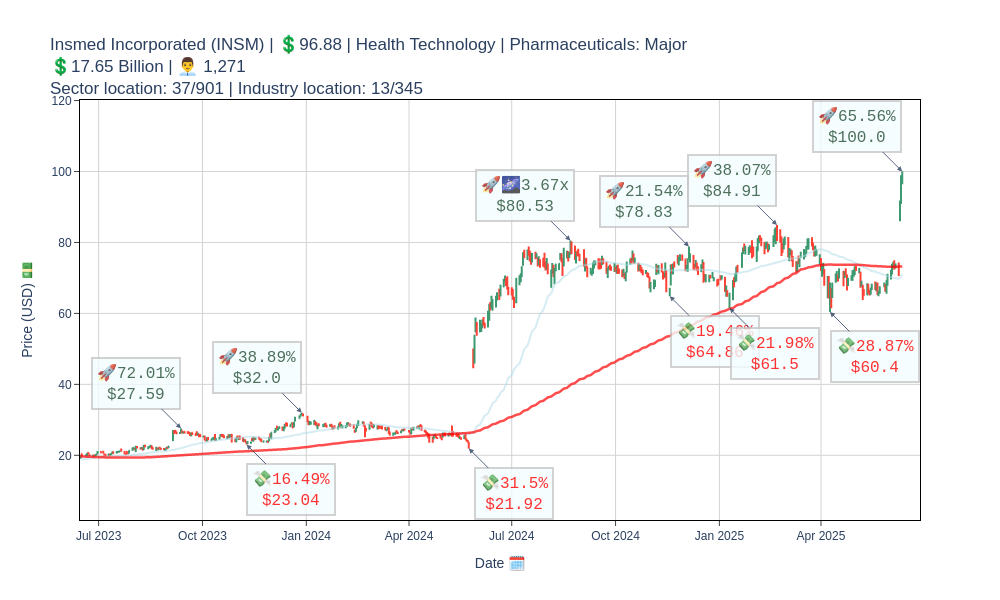 Insmed Incorporated (INSM) | 💲96.88 | Health Technology | Pharmaceuticals: Major
💲17.65 Billion | 👨‍💼 1,271
Sector location: 37/901 | Industry location: 13/345
120
100
80
60
40
20
Price (USD) 💵
🚀65.56%
$100.0
🚀38.07%
$84.91
🚀🌌3.67x
$80.53
🚀21.54%
$78.83
💸19.4
$64.8
💸21.98%
$61.5
💸28.87%
$60.4
🚀38.89%
$32.0
🚀72.01%
$27.59
💸16.49%
$23.04
💸31.5%
$21.92
Jul 2023
Oct 2023
Jan 2024
Apr 2024
Jul 2024
Oct 2024
Jan 2025
Apr 2025
Date 🗓️